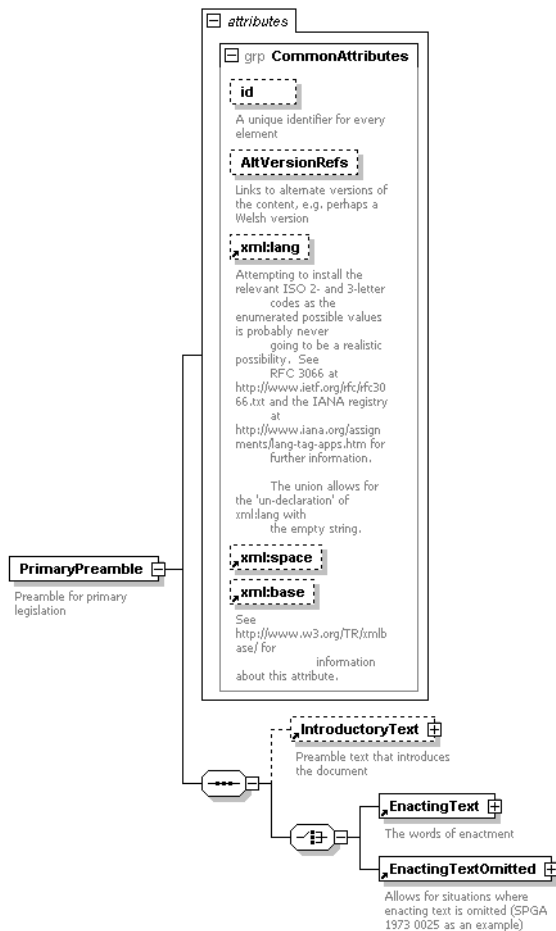 attributes
grp CommonAttributes
id
A unique identifier for every
element
AltVersionRefs
Links to alternate versions of
the content, e.g. perhaps a
Welsh version
xml:lang
Attempting to install the
relevant ISO 2- and 3-letter
codes as the
enumerated possible values
is probably never
going to be a realistic
possibility. See
RFC 3066 at
http://www.ietf.org/rfc/rfc30
66.txt and the IANA registry
at
http://www.iana.org/assign
ments/lang-tag-apps.htm for
further information.
The union allows for
the 'un-declaration' of
xml:lang with
the empty string.
xml:space
xml:base
See
http://www.w3.org/TR/xmlb
ase/ for
information
about this attribute.
PrimaryPreamble
Preamble for primary
legislation
IntroductoryText
Preamble text that introduces
the document
EnactingText
The words of enactment
EnactingTextOmitted
Allows for situations where
enacting text is omitted (SPGA
1973 0025 as an example)